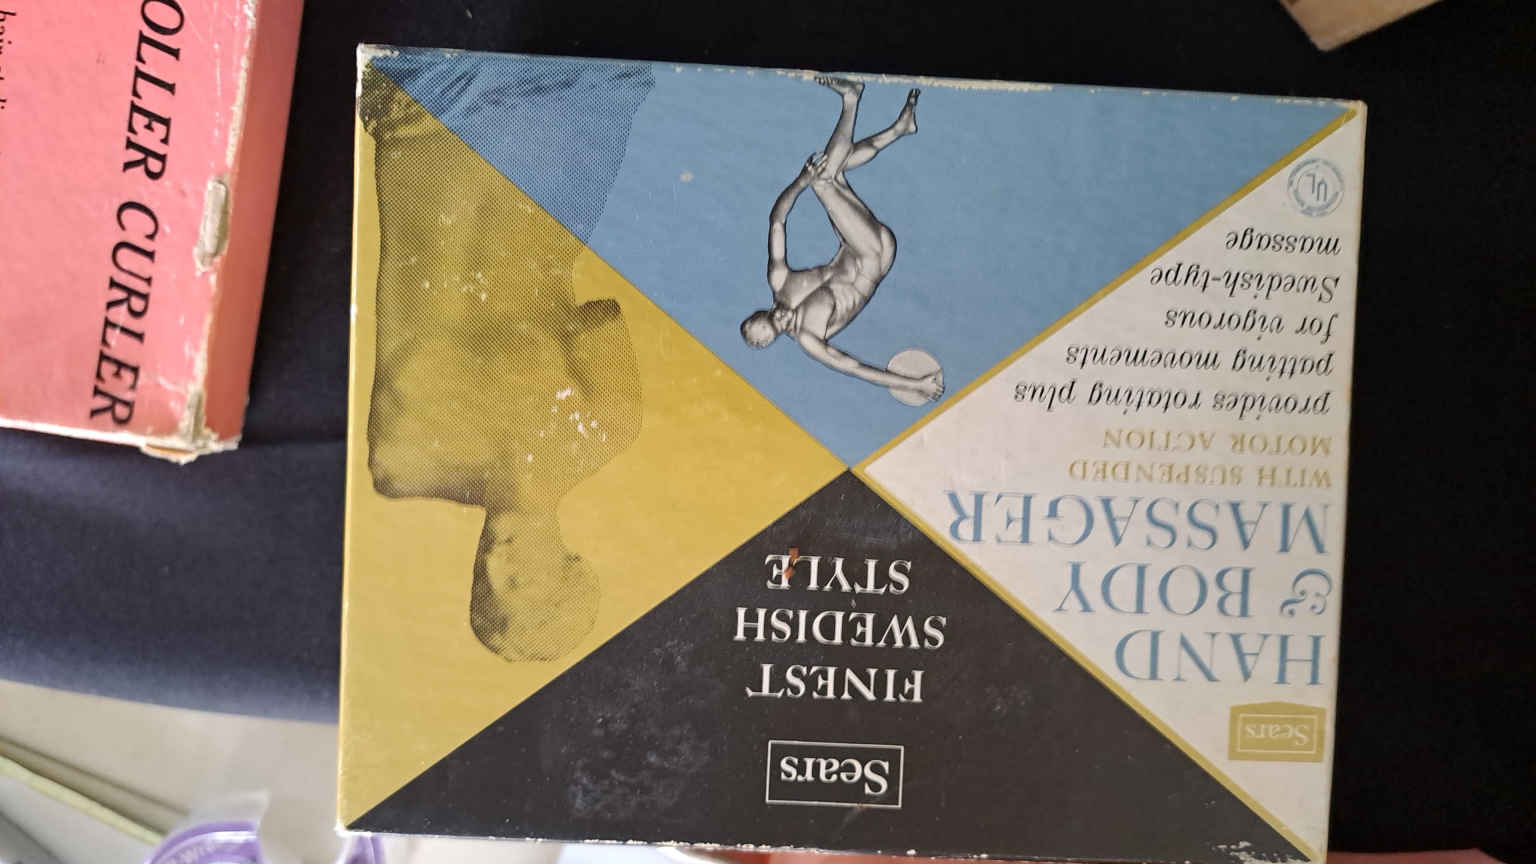 Sears
FINEST
SWEDISH
STYLE
Sears
HAND
& BODY
MASSAGER
WITH SUSPENDED
MOTOR ACTION
provides rotating plus
patting movements
for vigorous
Swedish-type
massage
UL
OLLER CURLER